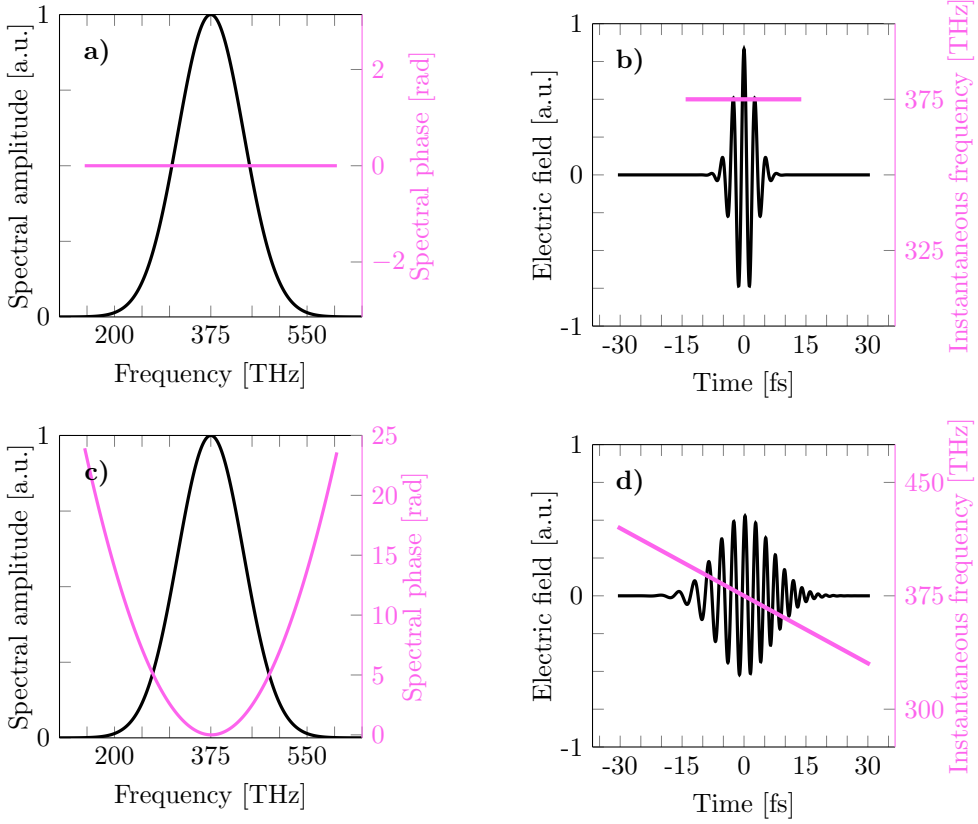 a)
Spectral amplitude [a.u.]
1
0
200
375
550
Frequency [THz]
2
0
−2
Spectral phase [rad]
b)
Electric field [a.u.]
1
0
-1
-30
-15
0
15
30
Time [fs]
375
325
Instantaneous frequency [THz]
c)
Spectral amplitude [a.u.]
1
0
200
375
550
Frequency [THz]
25
20
15
10
5
0
Spectral phase [rad]
d)
Electric field [a.u.]
1
0
-1
-30
-15
0
15
30
Time [fs]
450
375
300
Instantaneous frequency [THz]